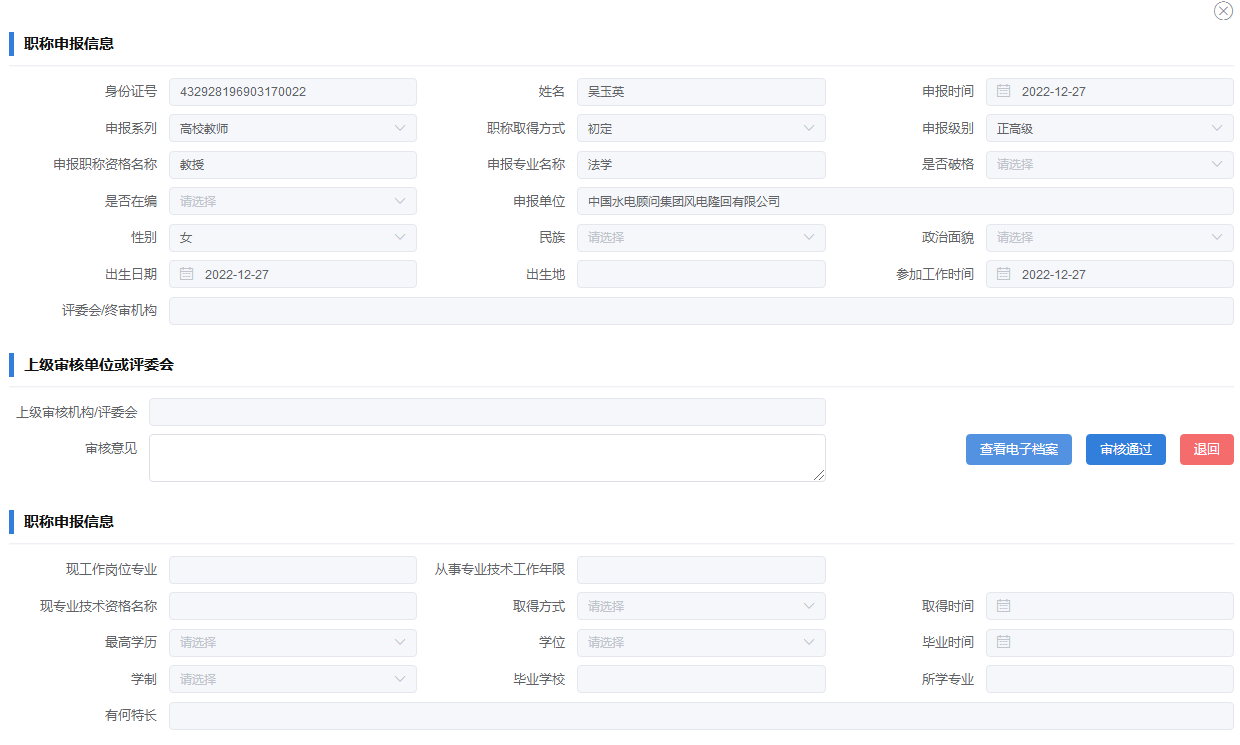 职称申报信息
身份证号 432928196903170022 姓名 吴玉英 申报时间 2022-12-27
申报系列 高校教师 职称取得方式 初定 申报级别 正高级
申报职称资格名称 教授 申报专业名称 法学 是否破格 请选择
是否在编 请选择 申报单位 中国水电顾问集团风电隆回有限公司
性别 女 民族 请选择 政治面貌 请选择
出生日期 2022-12-27 出生地 参加工作时间 2022-12-27
评委会/终审机构
上级审核单位或评委会
上级审核机构/评委会
审核意见 查看电子档案 审核通过 退回
职称申报信息
现工作岗位专业 从事专业技术工作年限
现专业技术资格名称 取得方式 请选择 取得时间
最高学历 请选择 学位 请选择 毕业时间
学制 请选择 毕业学校 所学专业
有何特长